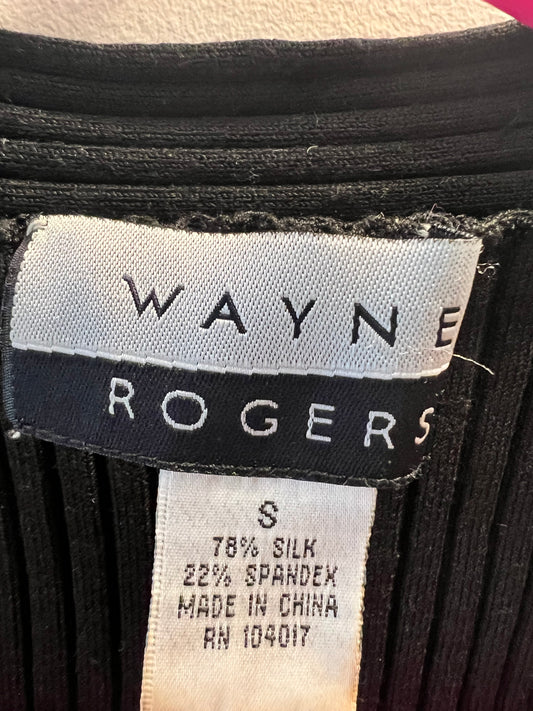 WAYNE
ROGERS
S
78% SILK
22% SPANDEX
MADE IN CHINA
RN 104017